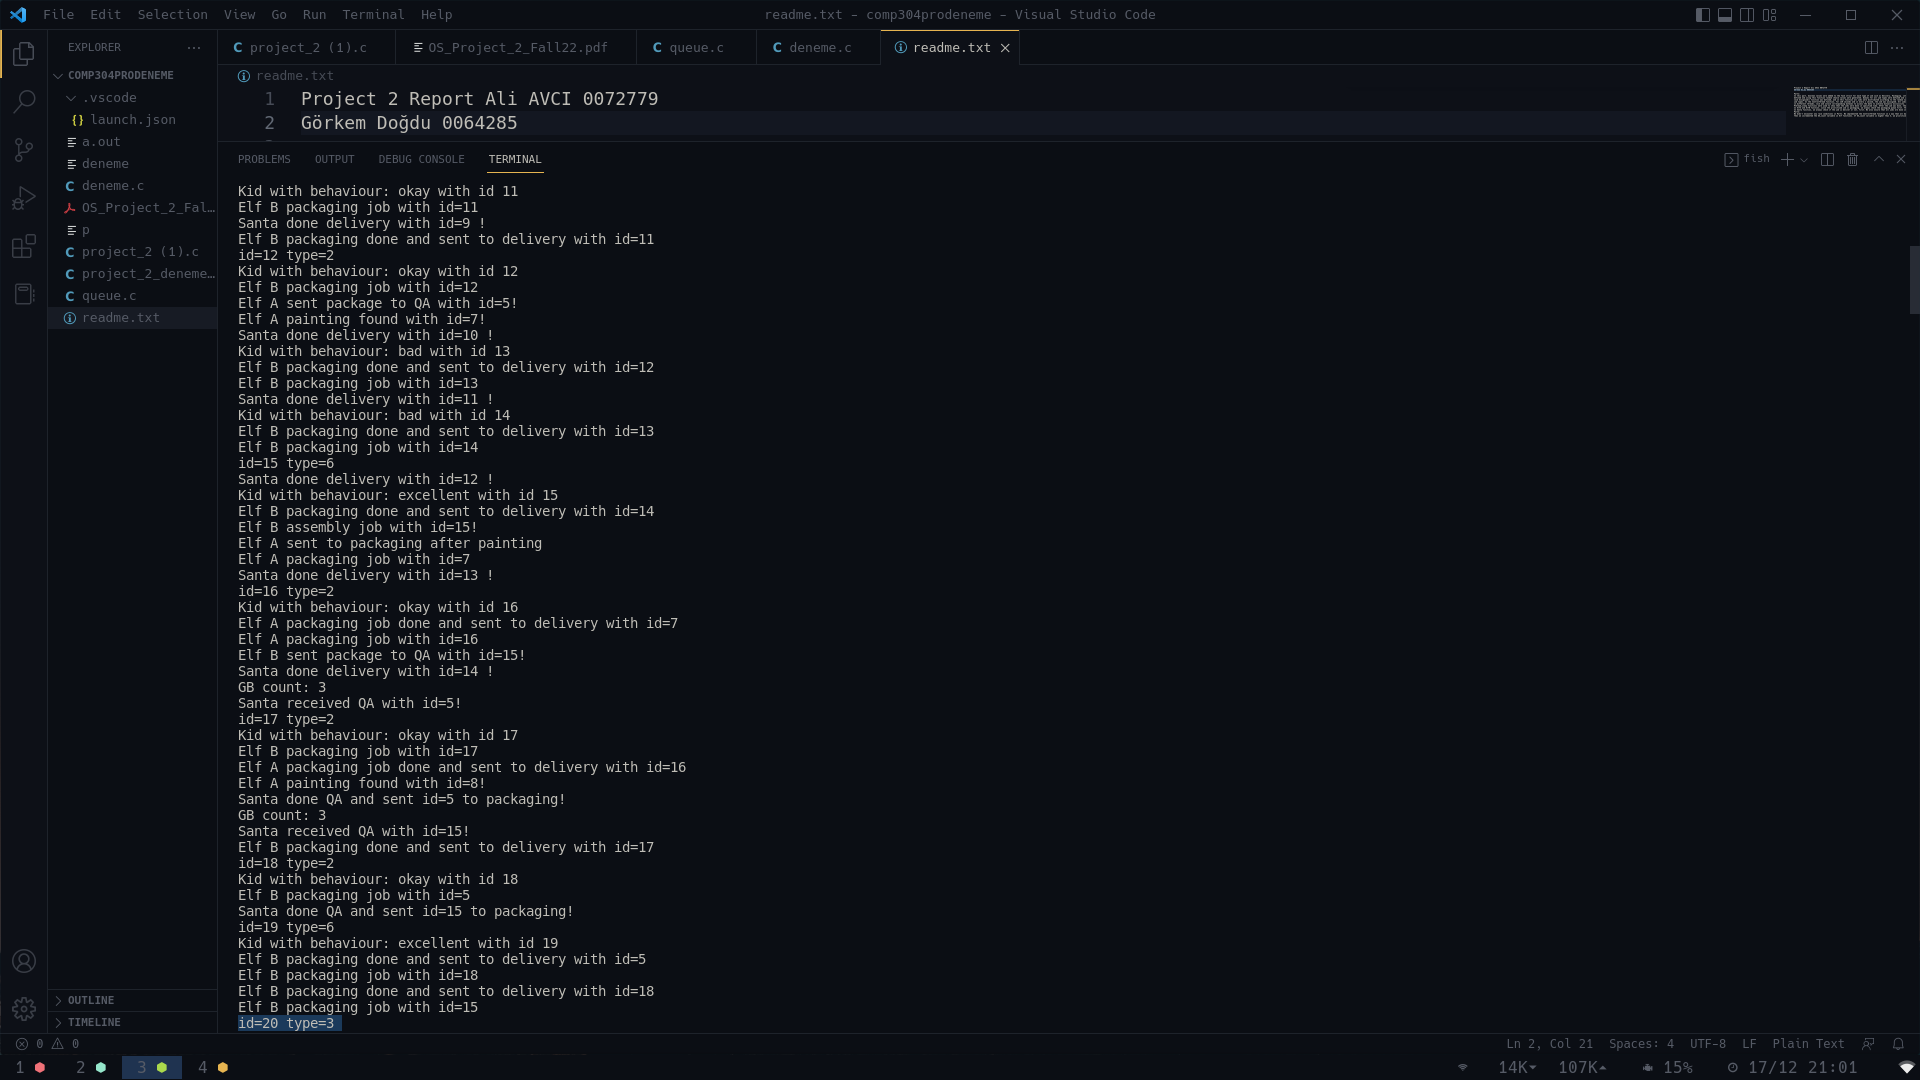 File Edit Selection View Go Run Terminal Help
readme.txt - comp304prodeneme - Visual Studio Code
EXPLORER
COMP304PRODENEME
.vscode
{} launch.json
a.out
deneme
C deneme.c
OS_Project_2_Fal...
p
C project_2 (1).c
C project_2_deneme...
C queue.c
readme.txt
OUTLINE
TIMELINE
C project_2 (1).c
OS_Project_2_Fall22.pdf
C queue.c
C deneme.c
readme.txt
readme.txt
1 Project 2 Report Ali AVCI 0072779
2 Görkem Doğdu 0064285
PROBLEMS OUTPUT DEBUG CONSOLE TERMINAL
fish
Kid with behaviour: okay with id 11
Elf B packaging job with id=11
Santa done delivery with id=9 !
Elf B packaging done and sent to delivery with id=11
id=12 type=2
Kid with behaviour: okay with id 12
Elf B packaging job with id=12
Elf A sent package to QA with id=5!
Elf A painting found with id=7!
Santa done delivery with id=10 !
Kid with behaviour: bad with id 13
Elf B packaging done and sent to delivery with id=12
Elf B packaging job with id=13
Santa done delivery with id=11 !
Kid with behaviour: bad with id 14
Elf B packaging done and sent to delivery with id=13
Elf B packaging job with id=14
id=15 type=6
Santa done delivery with id=12 !
Kid with behaviour: excellent with id 15
Elf B packaging done and sent to delivery with id=14
Elf B assembly job with id=15!
Elf A sent to packaging after painting
Elf A packaging job with id=7
Santa done delivery with id=13 !
id=16 type=2
Kid with behaviour: okay with id 16
Elf A packaging job done and sent to delivery with id=7
Elf A packaging job with id=16
Elf B sent package to QA with id=15!
Santa done delivery with id=14 !
GB count: 3
Santa received QA with id=5!
id=17 type=2
Kid with behaviour: okay with id 17
Elf B packaging job with id=17
Elf A packaging job done and sent to delivery with id=16
Elf A painting found with id=8!
Santa done QA and sent id=5 to packaging!
GB count: 3
Santa received QA with id=15!
Elf B packaging done and sent to delivery with id=17
id=18 type=2
Kid with behaviour: okay with id 18
Elf B packaging job with id=5
Santa done QA and sent id=15 to packaging!
id=19 type=6
Kid with behaviour: excellent with id 19
Elf B packaging done and sent to delivery with id=5
Elf B packaging job with id=18
Elf B packaging done and sent to delivery with id=18
Elf B packaging job with id=15
id=20 type=3
0 0
Ln 2, Col 21 Spaces: 4 UTF-8 LF Plain Text
1 2 3 4
14K 107K 15% 17/12 21:01